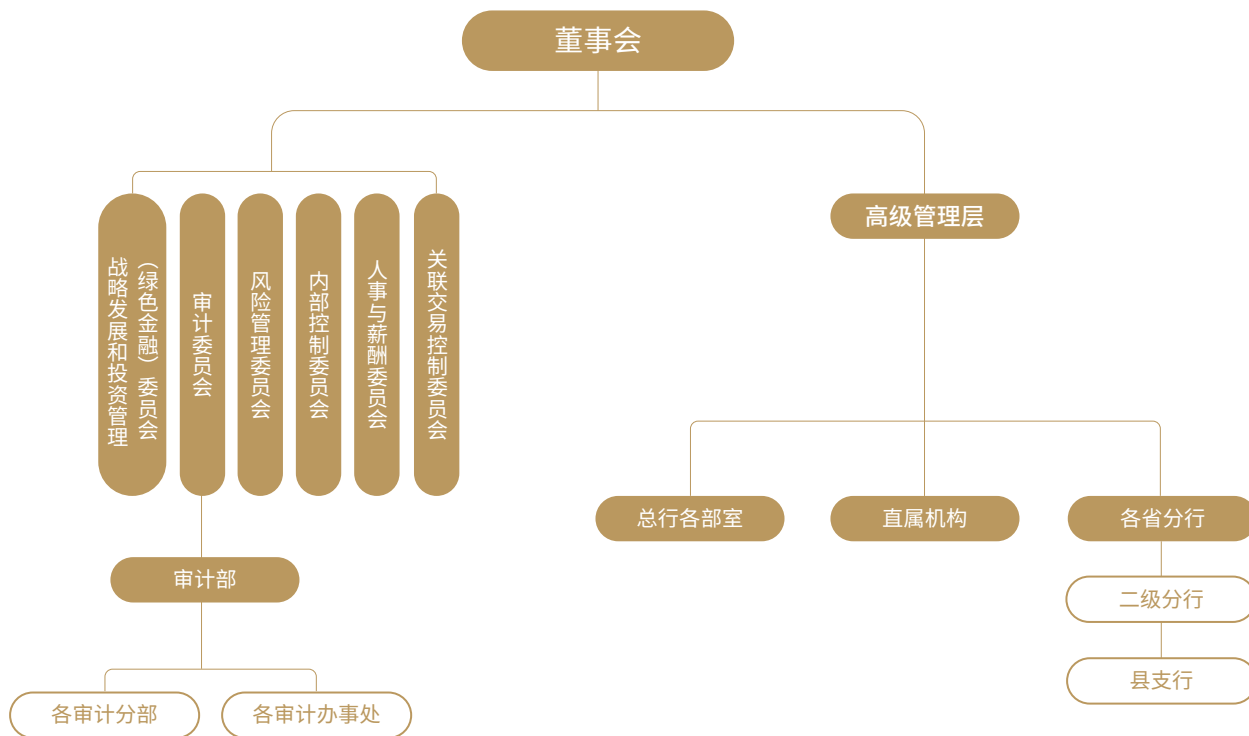 董事会
战略发展和投资管理
（绿色金融）委员会
审计委员会
风险管理委员会
内部控制委员会
人事与薪酬委员会
关联交易控制委员会
高级管理层
总行各部室
直属机构
各省分行
审计部
二级分行
县支行
各审计分部
各审计办事处